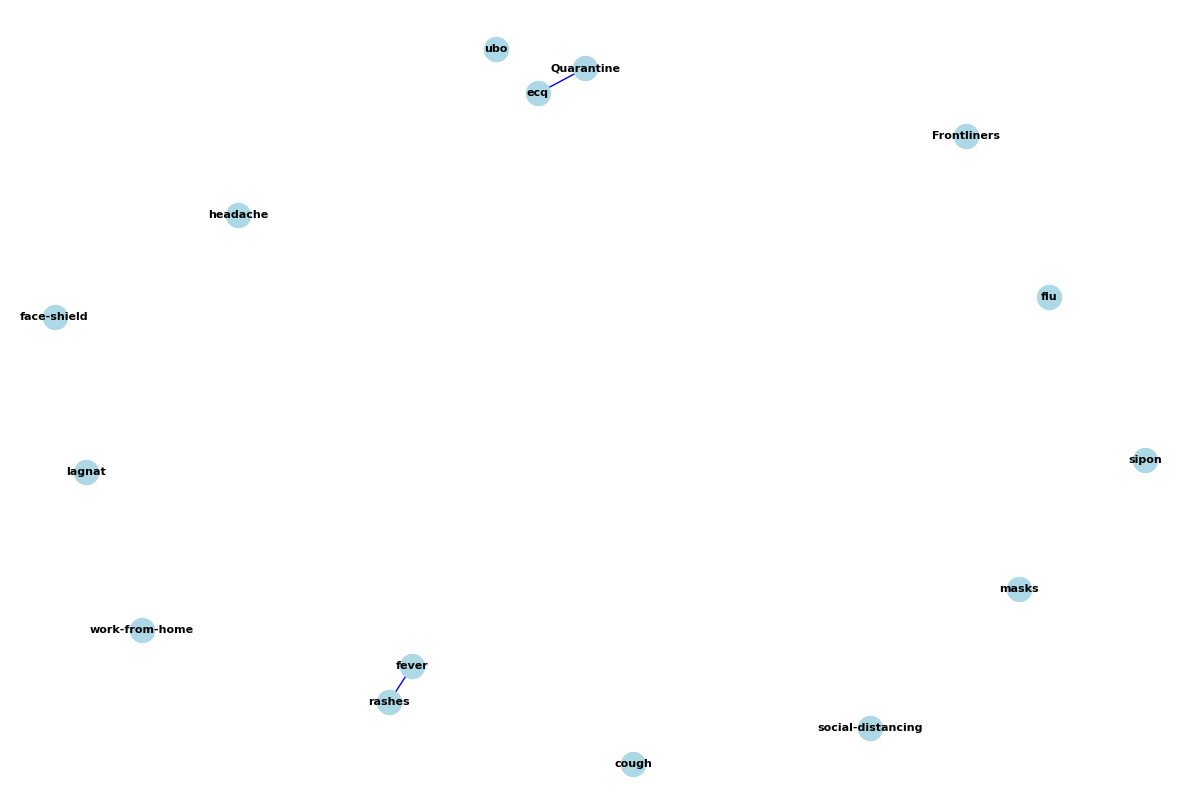 ubo
Quarantine
ecq
Frontliners
headache
flu
face-shield
sipon
lagnat
masks
work-from-home
fever
rashes
social-distancing
cough